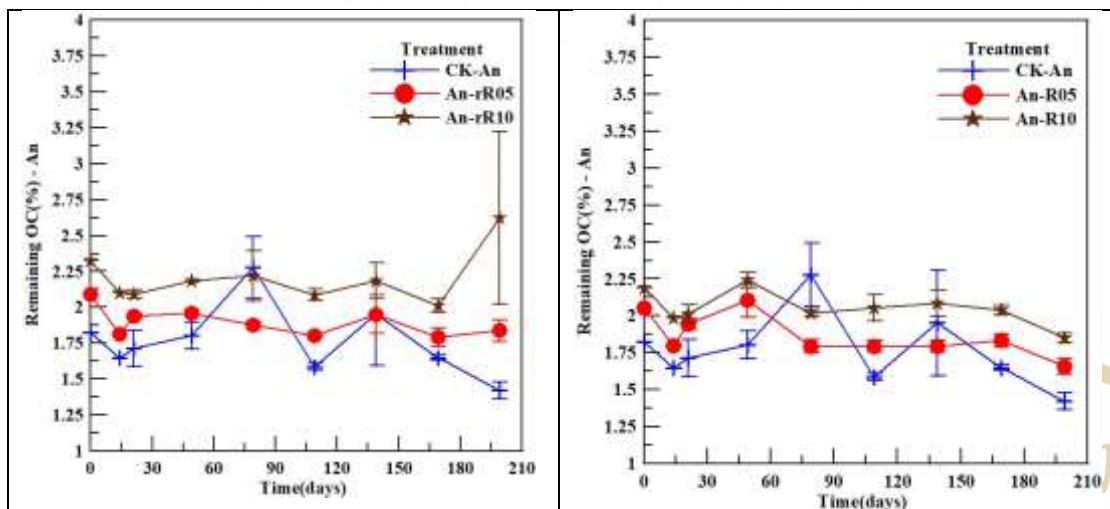 Remaining OC(%) - An
4
3.75
3.5
3.25
3
2.75
2.5
2.25
2
1.75
1.5
1.25
1
Treatment
CK-An
An-rR05
An-rR10
0 30 60 90 120 150 180 210
Time(days)
Remaining OC(%) - An
4
3.75
3.5
3.25
3
2.75
2.5
2.25
2
1.75
1.5
1.25
1
Treatment
CK-An
An-R05
An-R10
0 30 60 90 120 150 180 210
Time(days)